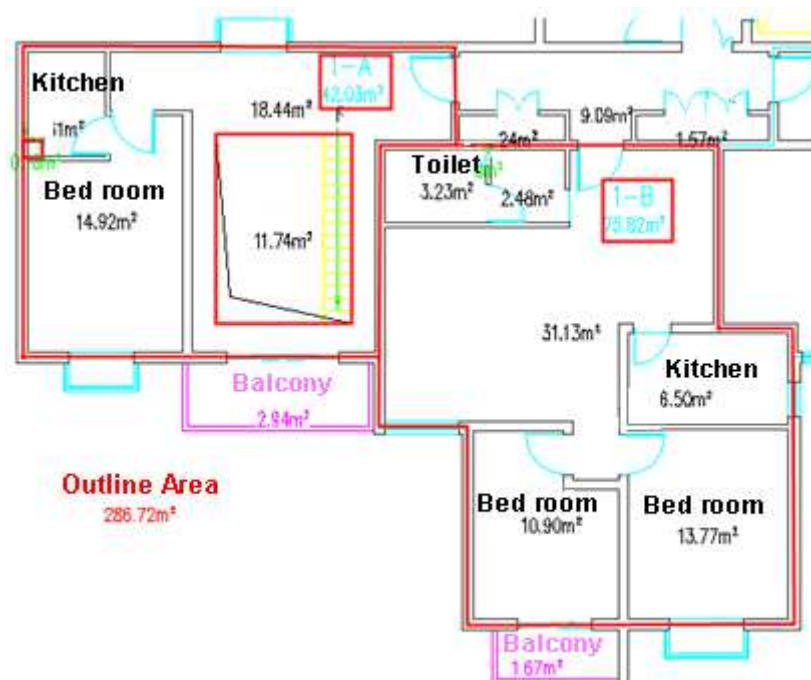 Kitchen
1-A
42.03m²
18.44m²
9.09m²
24m²
1.57m²
Toilet
3.23m²
2.48m²
Bed room
14.92m²
1-B
75.82m²
11.74m²
31.13m²
Kitchen
6.50m²
Balcony
2.94m²
Outline Area
286.72m²
Bed room
10.90m²
Bed room
13.77m²
Balcony
1.67m²